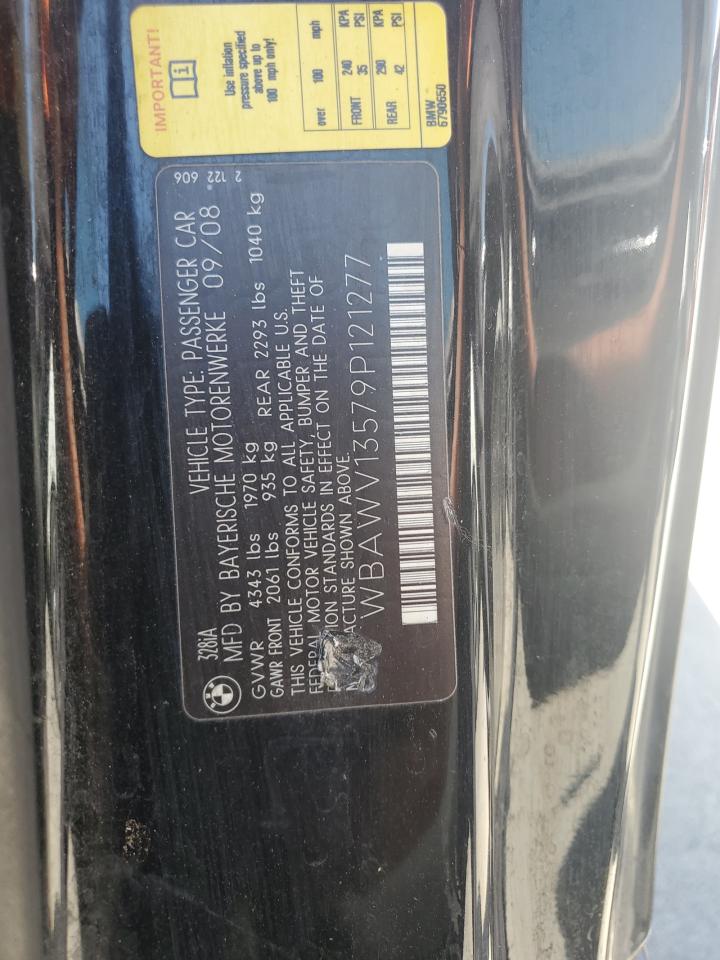 328iA VEHICLE TYPE: PASSENGER CAR
MFD BY BAYERISCHE MOTORENWERKE 09/08
GVWR 4343 lbs 1970 kg
GAWR FRONT 2061 lbs 935 kg REAR 2293 lbs 1040 kg
THIS VEHICLE CONFORMS TO ALL APPLICABLE U.S.
FEDERAL MOTOR VEHICLE SAFETY, BUMPER AND THEFT
STANDARDS IN EFFECT ON THE DATE OF
SHOWN ABOVE.
WBAWV13579P121277
2 122 606
IMPORTANT!
i
Use inflation
pressure specified
above up to
100 mph only!
over 100 mph
FRONT 240 KPA
35 PSI
REAR 290 KPA
42 PSI
BMW
6790650